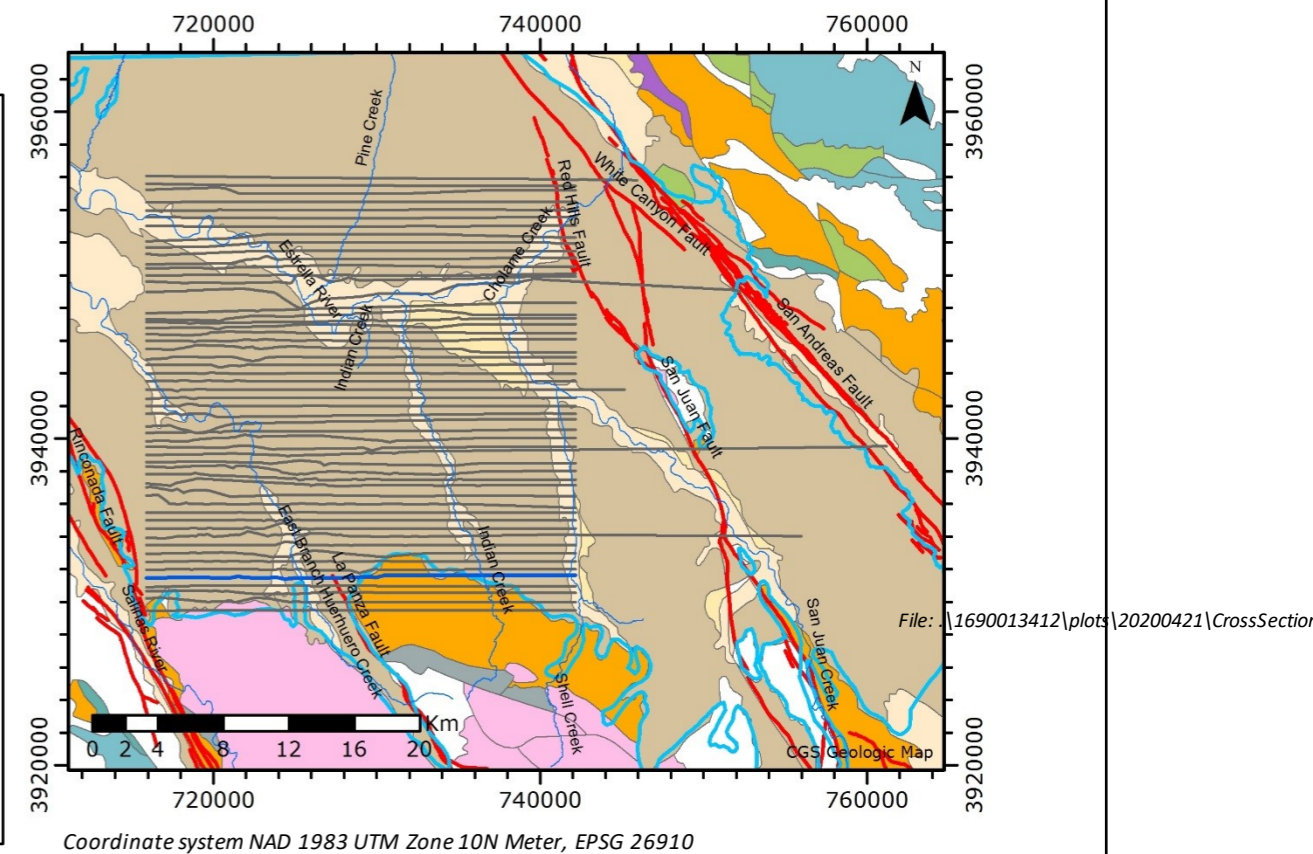 720000 740000 760000
N
3960000
3960000
Pine Creek
White Canyon Fault
Red Hills Fault
Cholame Creek
Estrella River
Indian Creek
San Andreas Fault
San Juan Fault
3940000
3940000
Rinconada Fault
East Branch Huerhuero Creek
La Panza Fault
Indian Creek
Salinas River
San Juan Creek
Shell Creek
File: .\1690013412\plots\20200421\CrossSection
Km
0 2 4 8 12 16 20
CGS Geologic Map
3920000
3920000
720000 740000 760000
Coordinate system NAD 1983 UTM Zone 10N Meter, EPSG 26910